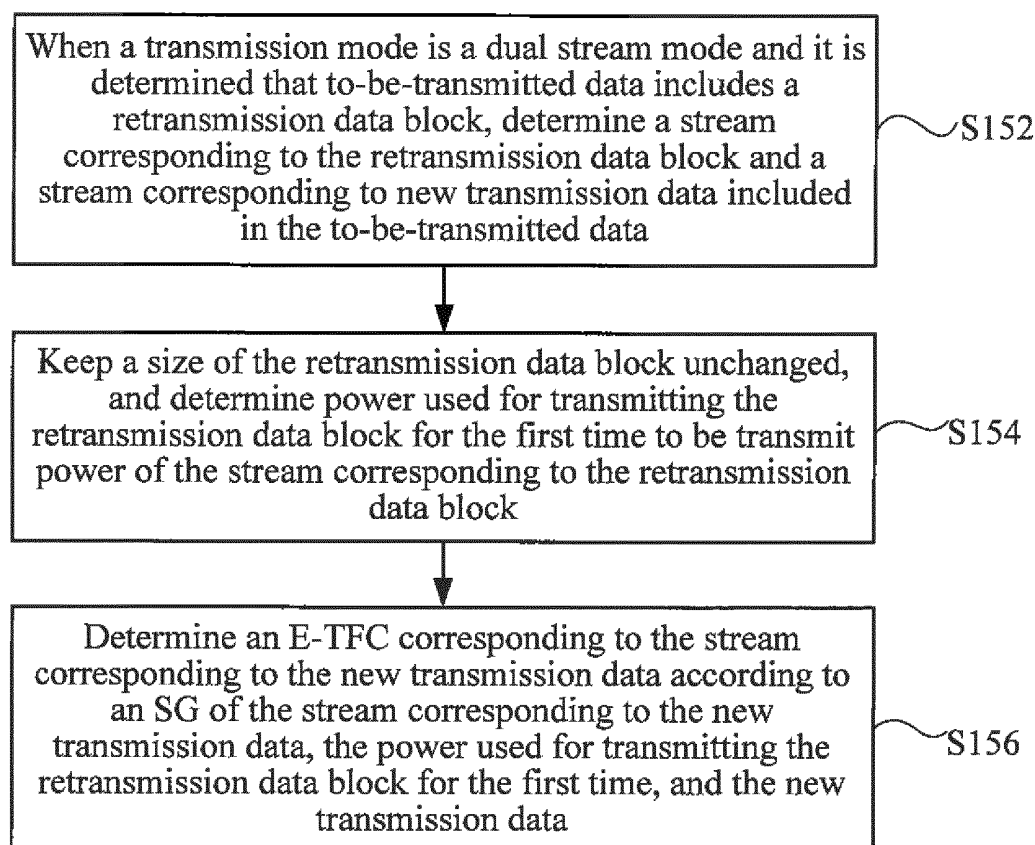 When a transmission mode is a dual stream mode and it is
determined that to-be-transmitted data includes a
retransmission data block, determine a stream
corresponding to the retransmission data block and a
stream corresponding to new transmission data included
in the to-be-transmitted data
S152
Keep a size of the retransmission data block unchanged,
and determine power used for transmitting the
retransmission data block for the first time to be transmit
power of the stream corresponding to the retransmission
data block
S154
Determine an E-TFC corresponding to the stream
corresponding to the new transmission data according to
an SG of the stream corresponding to the new
transmission data, the power used for transmitting the
retransmission data block for the first time, and the new
transmission data
S156